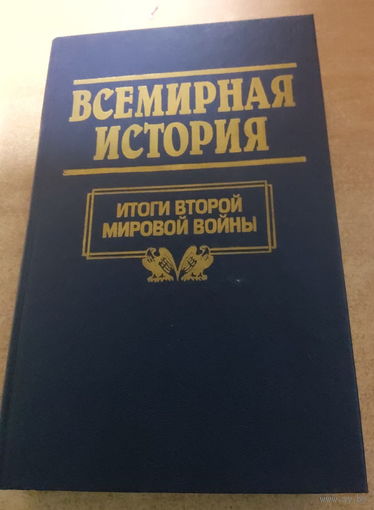 ВСЕМИРНАЯ
ИСТОРИЯ
ИТОГИ ВТОРОЙ
МИРОВОЙ ВОЙНЫ